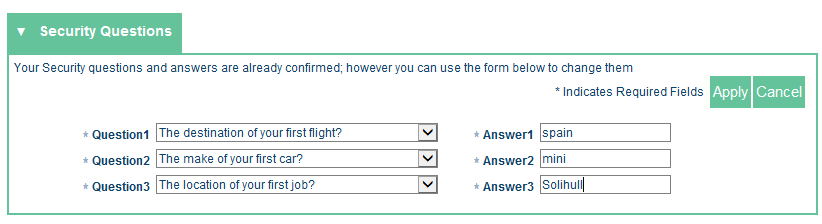 ▼ Security Questions
Your Security questions and answers are already confirmed; however you can use the form below to change them
* Indicates Required Fields Apply Cancel
* Question1 The destination of your first flight? * Answer1 spain
* Question2 The make of your first car? * Answer2 mini
* Question3 The location of your first job? * Answer3 Solihull